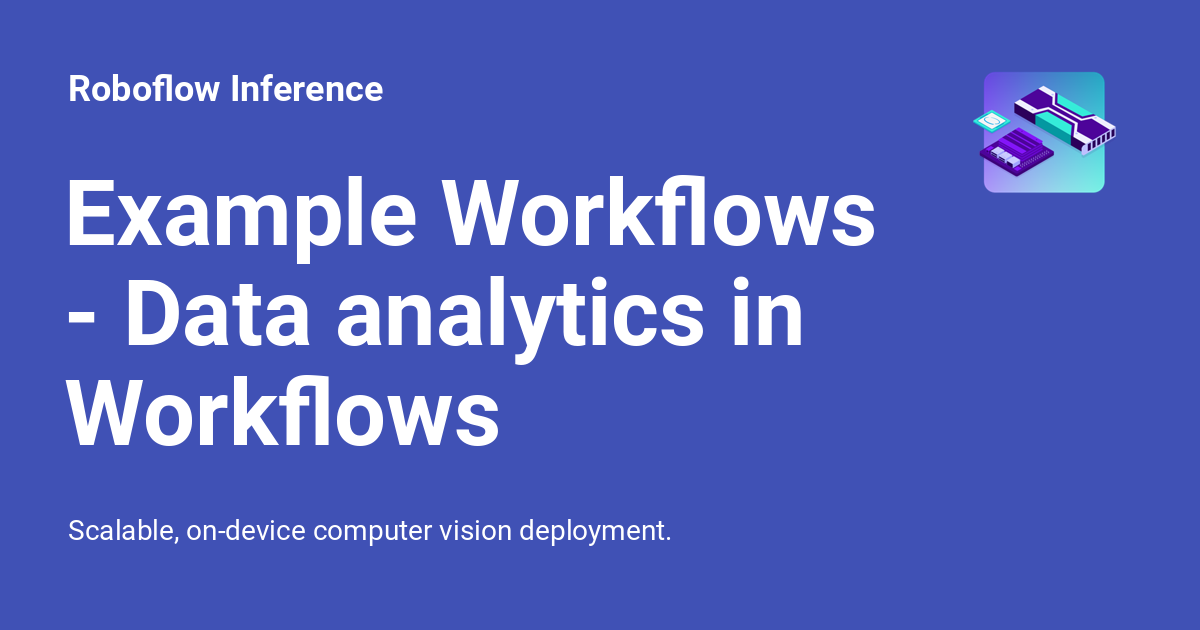 Roboflow Inference
Example Workflows
- Data analytics in
Workflows
Scalable, on-device computer vision deployment.